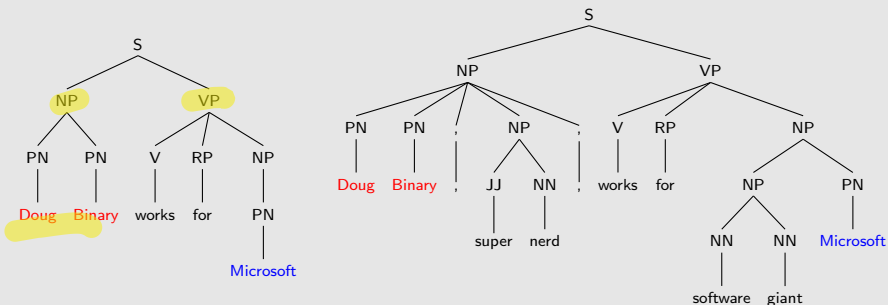 S
S
NP VP
NP VP
PN PN V RP NP
PN PN , NP , V RP NP
Doug Binary works for PN
Doug Binary , JJ NN , works for NP PN
Microsoft
super nerd NN NN Microsoft
software giant